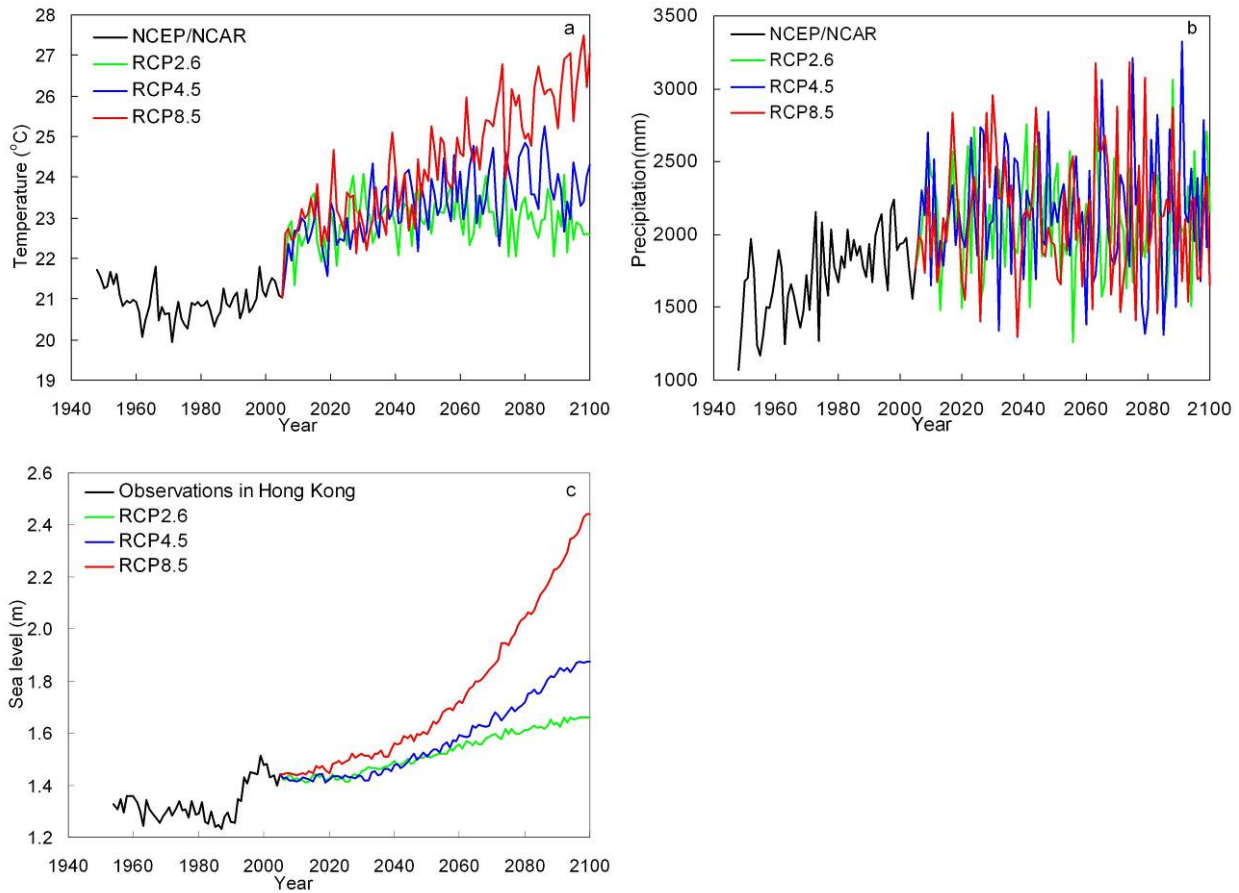 28
27
26
25
24
23
22
21
20
19
Temperature (°C)
NCEP/NCAR
RCP2.6
RCP4.5
RCP8.5
a
1940 1960 1980 2000 2020 2040 2060 2080 2100
Year
3500
3000
2500
2000
1500
1000
Precipitation(mm)
NCEP/NCAR
RCP2.6
RCP4.5
RCP8.5
b
1940 1960 1980 2000 2020 2040 2060 2080 2100
Year
2.6
2.4
2.2
2.0
1.8
1.6
1.4
1.2
Sea level (m)
Observations in Hong Kong
RCP2.6
RCP4.5
RCP8.5
c
1940 1960 1980 2000 2020 2040 2060 2080 2100
Year